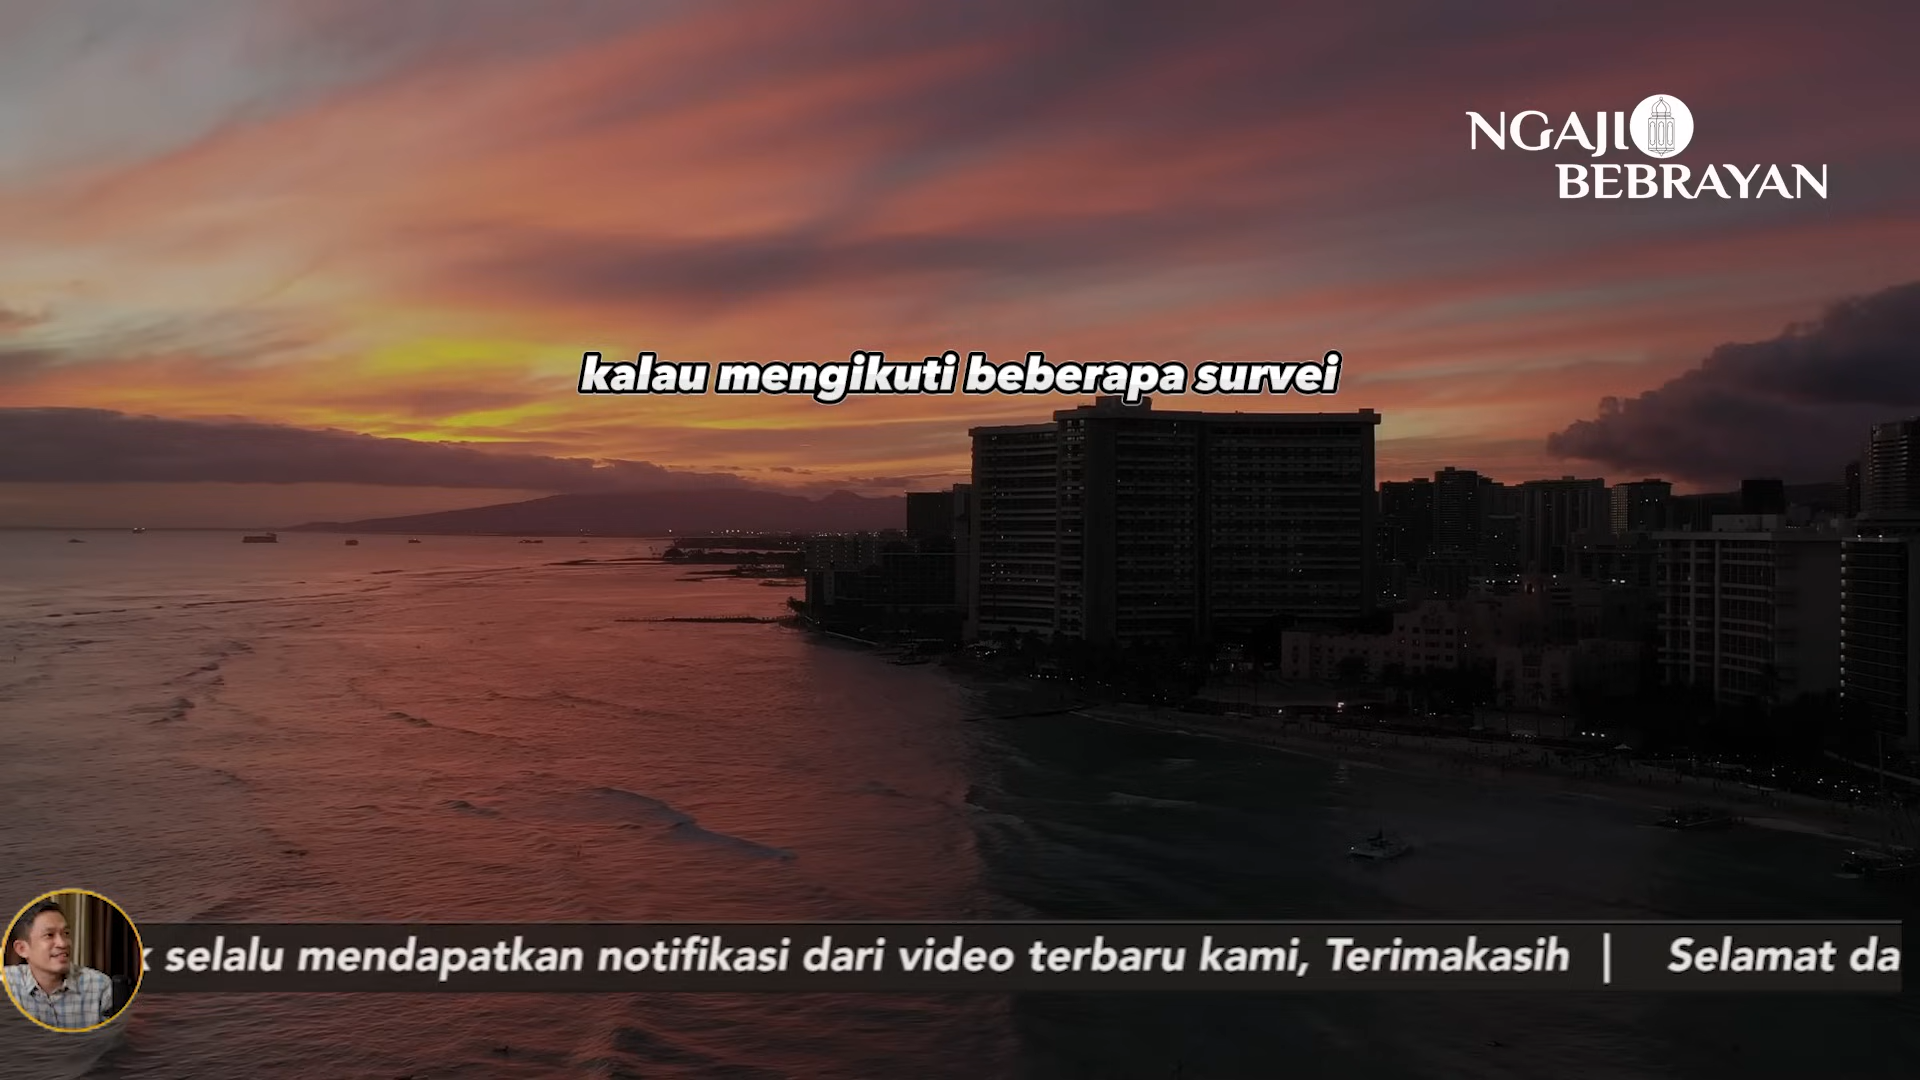 NGAJI
BEBRAYAN
kalau mengikuti beberapa survei
selalu mendapatkan notifikasi dari video terbaru kami, Terimakasih | Selamat da